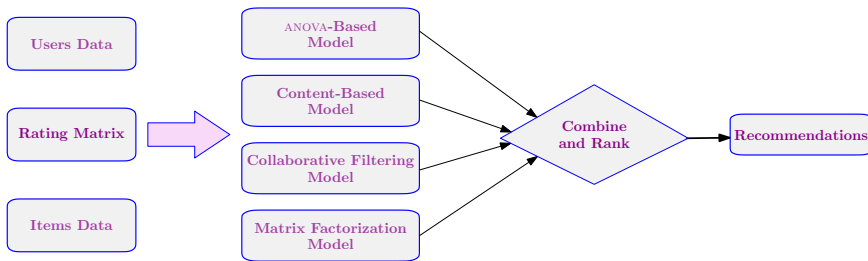 Users Data
Rating Matrix
Items Data
ANOVA-Based
Model
Content-Based
Model
Collaborative Filtering
Model
Matrix Factorization
Model
Combine
and Rank
Recommendations